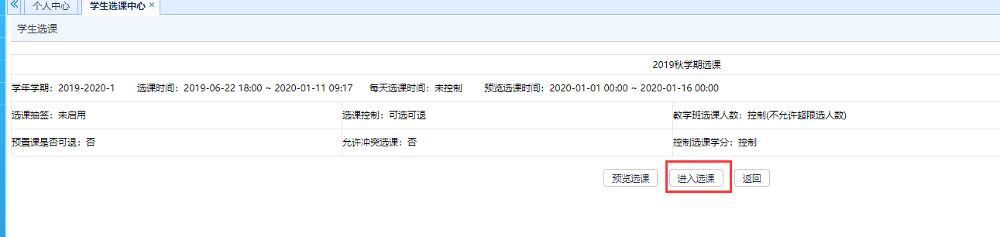 个人中心 学生选课中心 ×
学生选课
2019秋学期选课
学年学期：2019-2020-1 选课时间：2019-06-22 18:00 ~ 2020-01-11 09:17 每天选课时间：未控制 预览选课时间：2020-01-01 00:00 ~ 2020-01-16 00:00
选课抽签：未启用 选课控制：可选可退 教学班选课人数：控制(不允许超限选人数)
预置课是否可退：否 允许冲突选课：否 控制选课学分：控制
预览选课 进入选课 返回